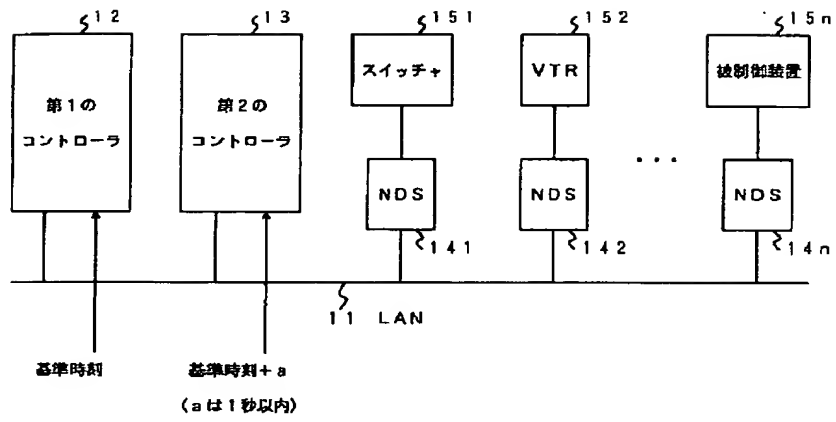 12
13
151
152
15n
第1の
コントローラ
第2の
コントローラ
スイッチャ
VTR
被制御装置
...
NDS
NDS
NDS
141
142
14n
11 LAN
基準時刻
基準時刻+a
(aは1秒以内)